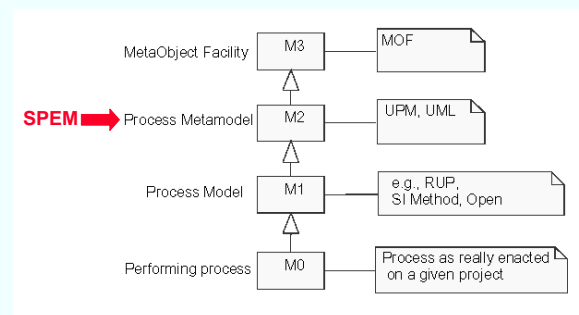 MetaObject Facility M3 MOF
SPEM Process Metamodel M2 UPM, UML
Process Model M1 e.g., RUP,
SI Method, Open
Performing process M0 Process as really enacted
on a given project